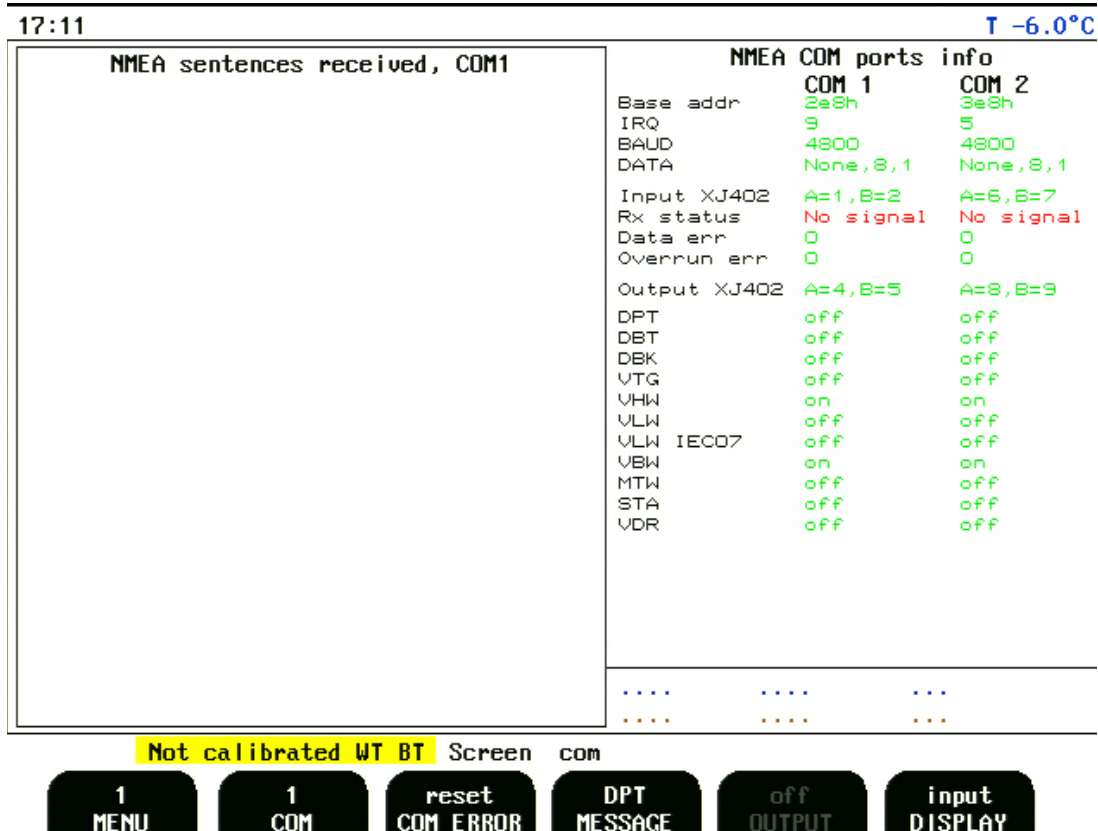 17:11 T -6.0°C
NMEA sentences received, COM1
NMEA COM ports info
COM 1 COM 2
Base addr 2e8h 3e8h
IRQ 9 5
BAUD 4800 4800
DATA None,8,1 None,8,1
Input XJ402 A=1,B=2 A=6,B=7
Rx status No signal No signal
Data err 0 0
Overrun err 0 0
Output XJ402 A=4,B=5 A=8,B=9
DPT off off
DBT off off
DBK off off
VTG off off
VHW on on
VLW off off
VLW IEC07 off off
VBW on on
MTW off off
STA off off
VDR off off
.... .... ...
.... .... ...
Not calibrated WT BT Screen com
1 1 reset DPT off input
MENU COM COM ERROR MESSAGE OUTPUT DISPLAY